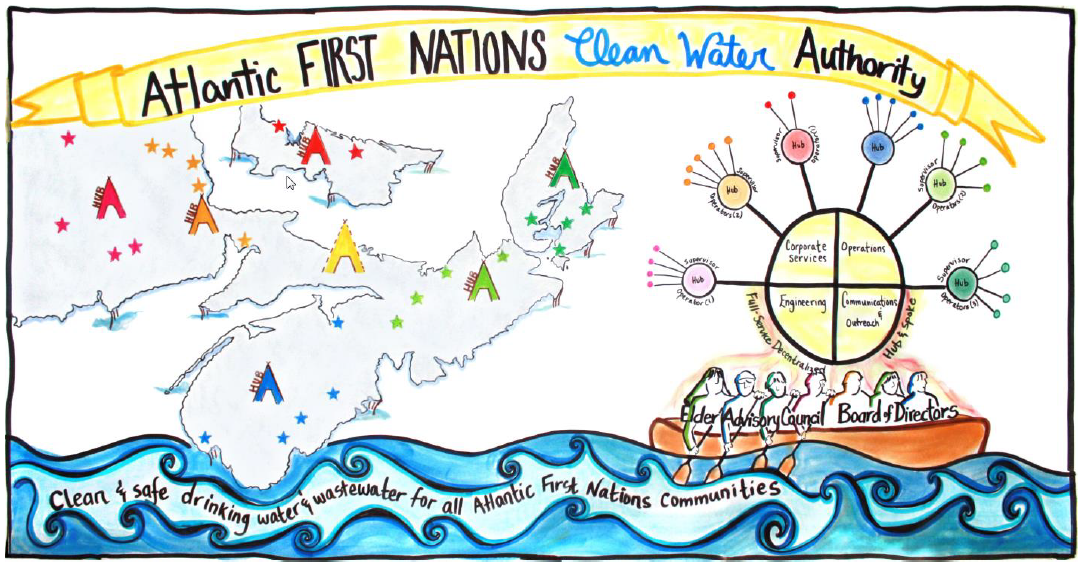 Atlantic FIRST NATIONS Clean Water Authority
HUB
HUB
HUB
HUB
HUB
HUB
Hub
Supervisor
Operator(1)
Hub
Supervisor
Operators(2)
Hub
Supervisor
Hub
Hub
Supervisor
Operators(2)
Hub
Supervisor
Operators(3)
Corporate
Services
Operations
Engineering
Communications
&
Outreach
Full-Service Decentralized
Hub & Spoke
Elder Advisory Council Board of Directors
Clean & safe drinking water & wastewater for all Atlantic First Nations Communities